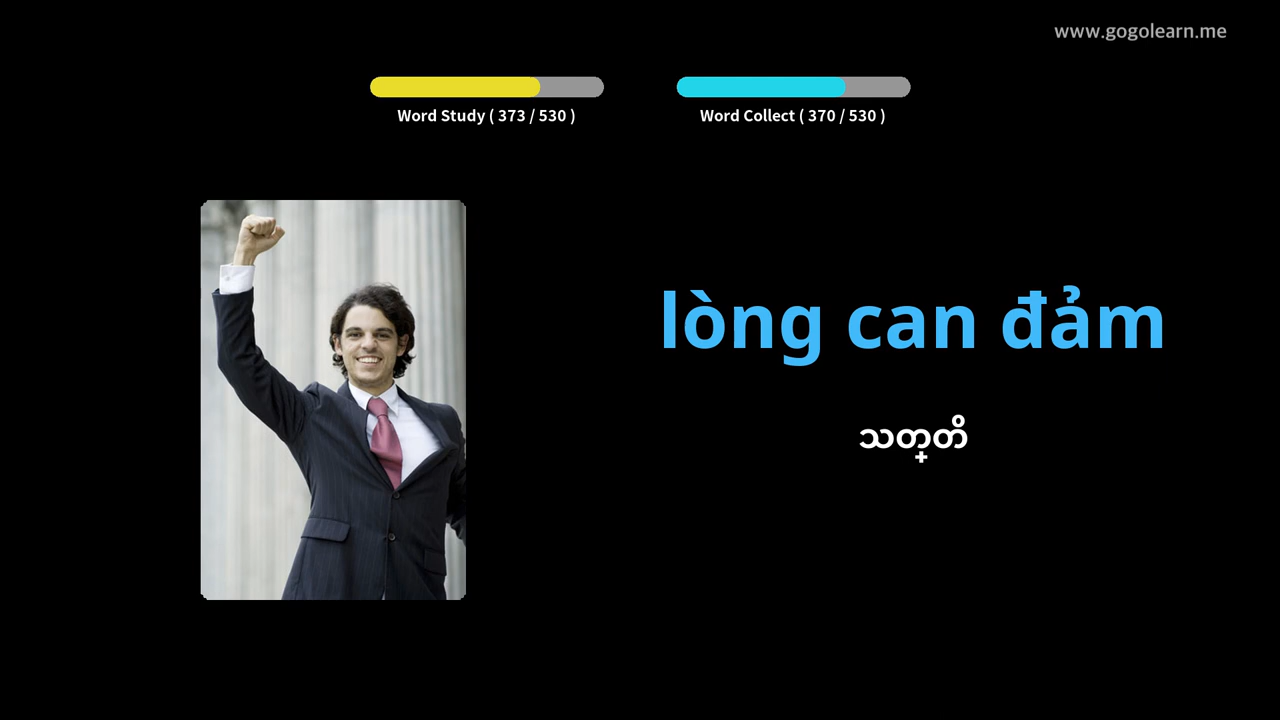 www.gogolearn.me
Word Study ( 373 / 530 )
Word Collect ( 370 / 530 )
lòng can đảm
သတ္တိ